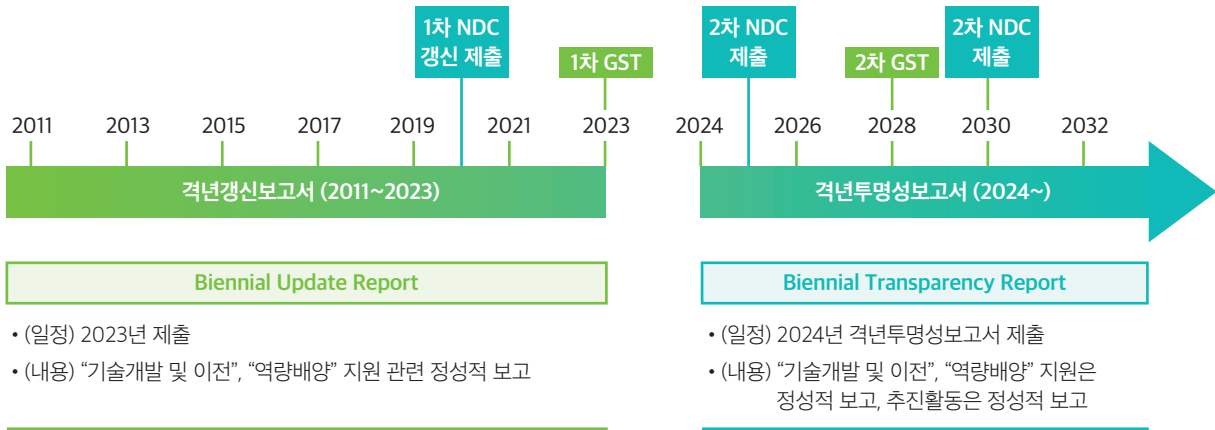 1차 NDC
갱신 제출
1차 GST
2차 NDC
제출
2차 GST
2차 NDC
제출
2011 2013 2015 2017 2019 2021 2023 2024 2026 2028 2030 2032
격년갱신보고서 (2011~2023)
격년투명성보고서 (2024~)
Biennial Update Report
• (일정) 2023년 제출
• (내용) “기술개발 및 이전”, “역량배양” 지원 관련 정성적 보고
Biennial Transparency Report
• (일정) 2024년 격년투명성보고서 제출
• (내용) “기술개발 및 이전”, “역량배양” 지원은
정성적 보고, 추진활동은 정성적 보고